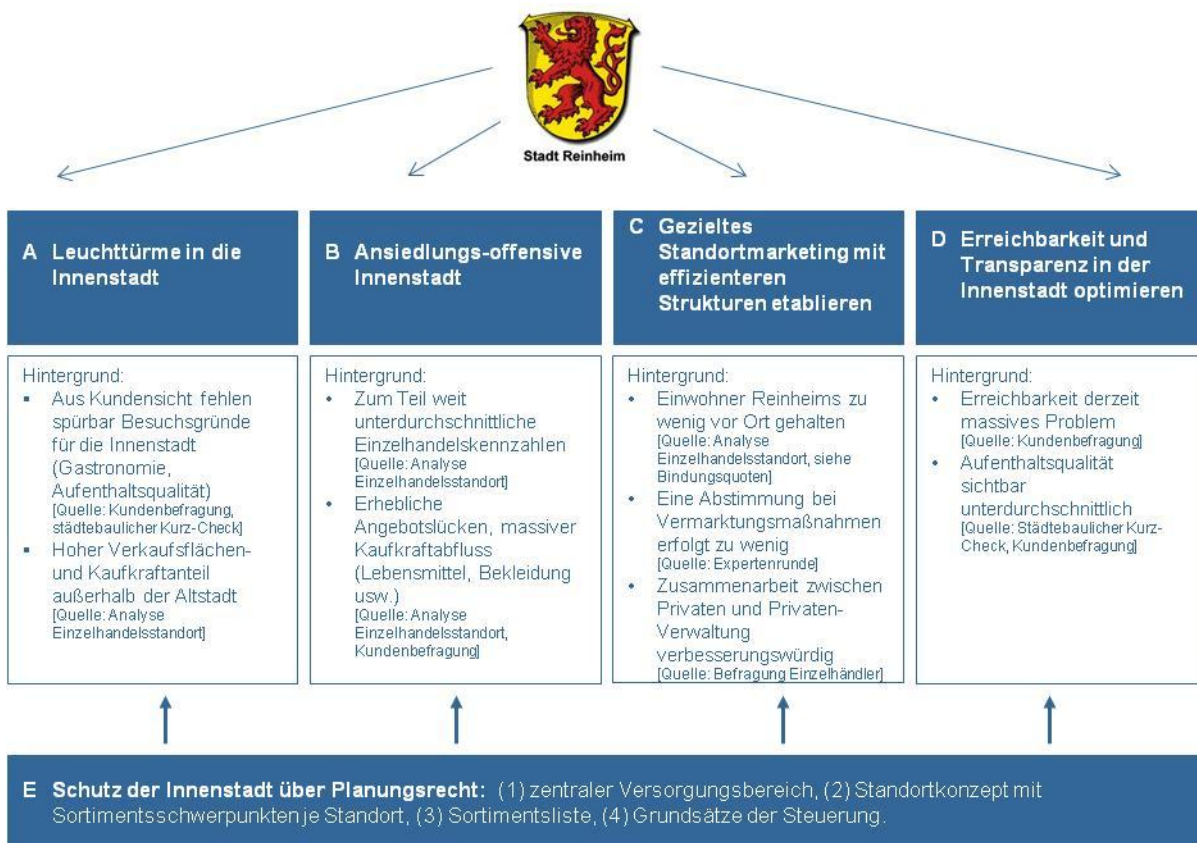 Stadt Reinheim
A Leuchttürme in die
Innenstadt
Hintergrund:
▪ Aus Kundensicht fehlen
spürbar Besuchsgründe
für die Innenstadt
(Gastronomie,
Aufenthaltsqualität)
[Quelle: Kundenbefragung,
städtebaulicher Kurz-Check]
▪ Hoher Verkaufsflächen-
und Kaufkraftanteil
außerhalb der Altstadt
[Quelle: Analyse
Einzelhandelsstandort]
B Ansiedlungs-offensive
Innenstadt
Hintergrund:
• Zum Teil weit
unterdurchschnittliche
Einzelhandelskennzahlen
[Quelle: Analyse
Einzelhandelsstandort]
• Erhebliche
Angebotslücken, massiver
Kaufkraftabfluss
(Lebensmittel, Bekleidung
usw.)
[Quelle: Analyse
Einzelhandelsstandort,
Kundenbefragung]
C Gezieltes
Standortmarketing mit
effizienteren
Strukturen etablieren
Hintergrund:
• Einwohner Reinheims zu
wenig vor Ort gehalten
[Quelle: Analyse
Einzelhandelsstandort, siehe
Bindungsquoten]
• Eine Abstimmung bei
Vermarktungsmaßnahmen
erfolgt zu wenig
[Quelle: Expertenrunde]
• Zusammenarbeit zwischen
Privaten und Privaten-
Verwaltung
verbesserungswürdig
[Quelle: Befragung Einzelhändler]
D Erreichbarkeit und
Transparenz in der
Innenstadt optimieren
Hintergrund:
• Erreichbarkeit derzeit
massives Problem
[Quelle: Kundenbefragung]
• Aufenthaltsqualität
sichtbar
unterdurchschnittlich
[Quelle: Städtebaulicher Kurz-
Check, Kundenbefragung]
E Schutz der Innenstadt über Planungsrecht: (1) zentraler Versorgungsbereich, (2) Standortkonzept mit
Sortimentsschwerpunkten je Standort, (3) Sortimentsliste, (4) Grundsätze der Steuerung.